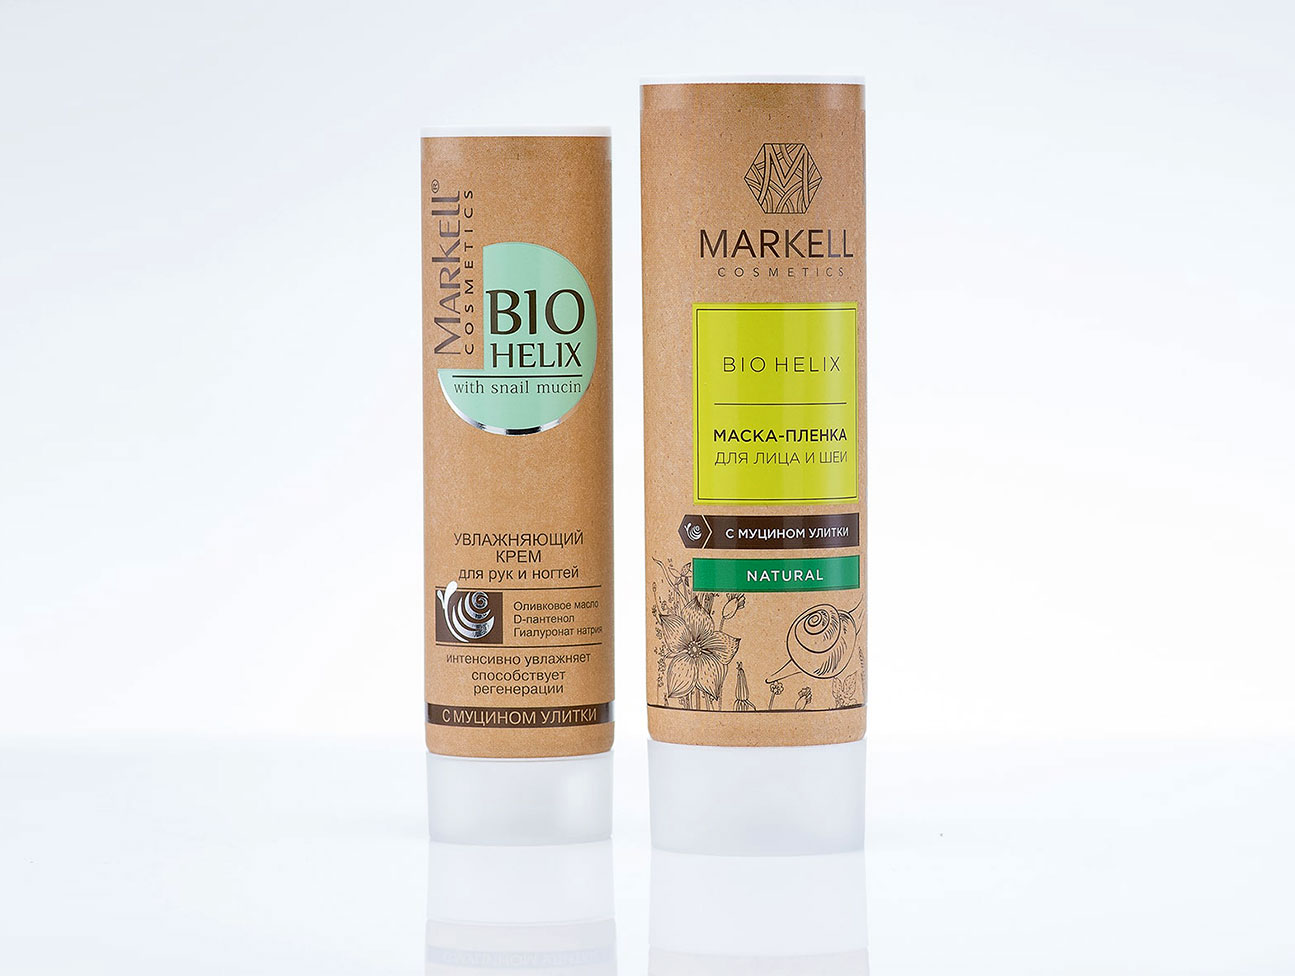 MARKELL®
COSMETICS
BIO
HELIX
with snail mucin
УВЛАЖНЯЮЩИЙ
КРЕМ
для рук и ногтей
Оливковое масло
D-пантенол
Гиалуронат натрия
интенсивно увлажняет
способствует
регенерации
С МУЦИНОМ УЛИТКИ
M
MARKELL
COSMETICS
BIO HELIX
МАСКА-ПЛЕНКА
ДЛЯ ЛИЦА И ШЕИ
С МУЦИНОМ УЛИТКИ
NATURAL